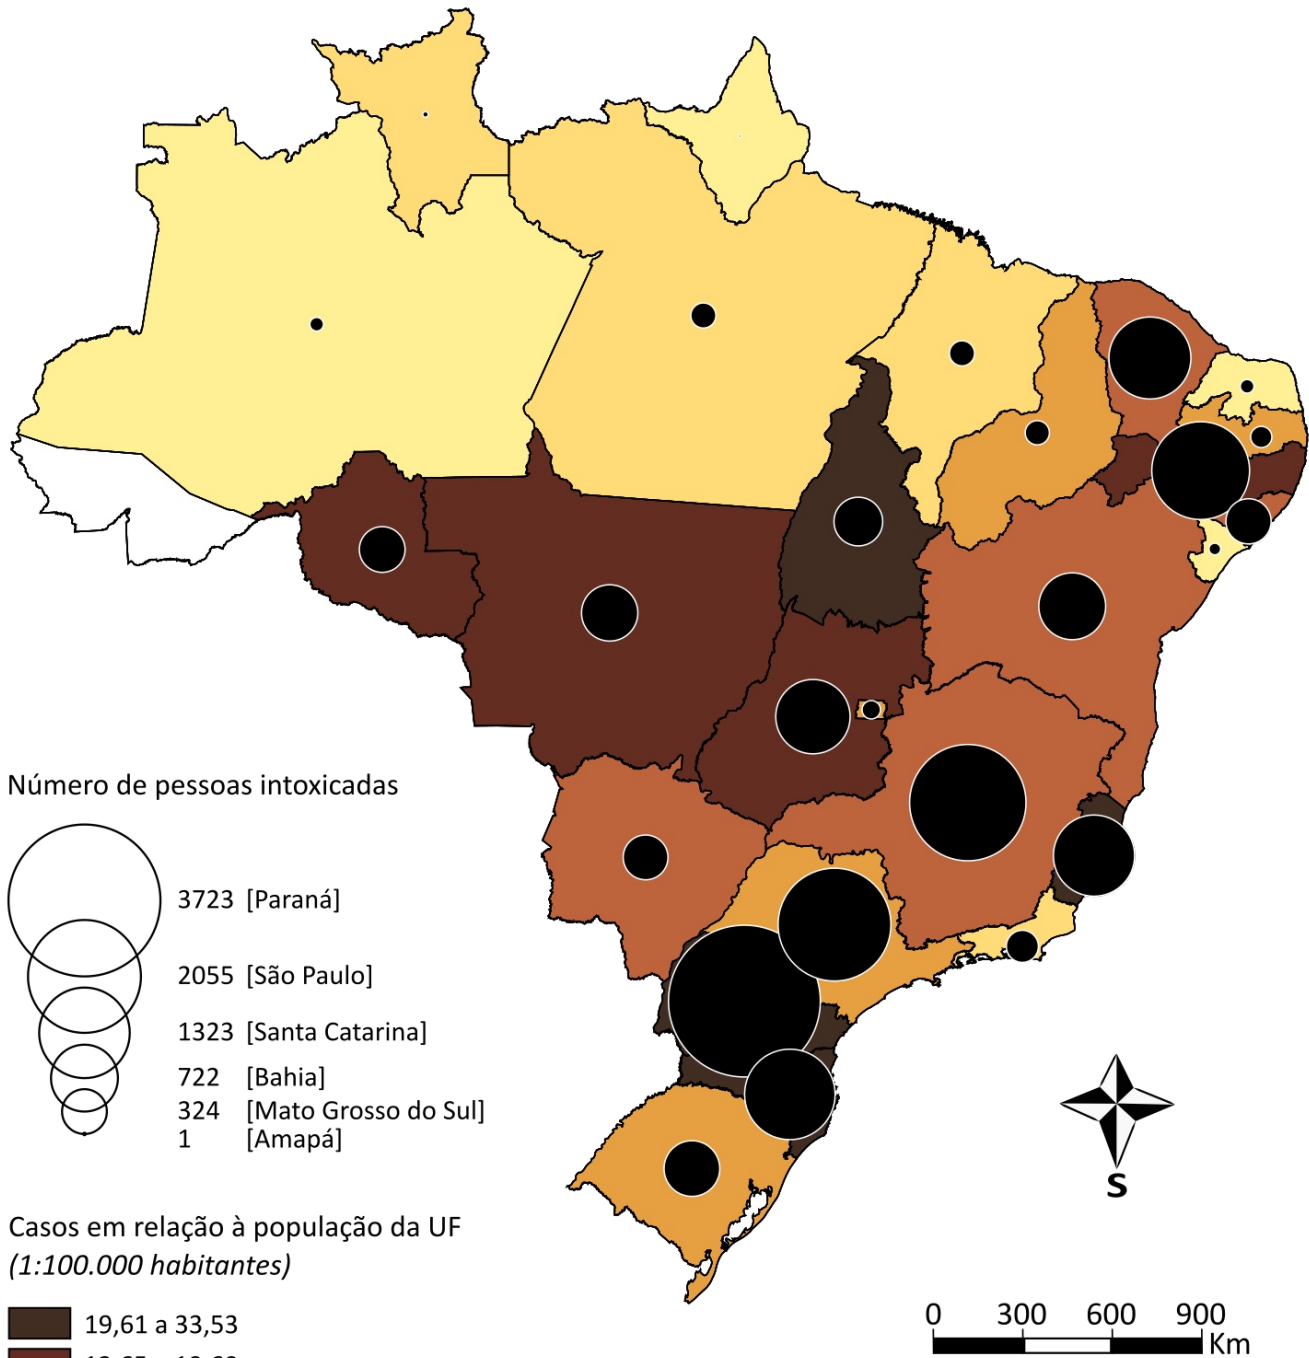 Número de pessoas intoxicadas
3723 [Paraná]
2055 [São Paulo]
1323 [Santa Catarina]
722 [Bahia]
324 [Mato Grosso do Sul]
1 [Amapá]
S
Casos em relação à população da UF
(1:100.000 habitantes)
19,61 a 33,53
0 300 600 900
Km